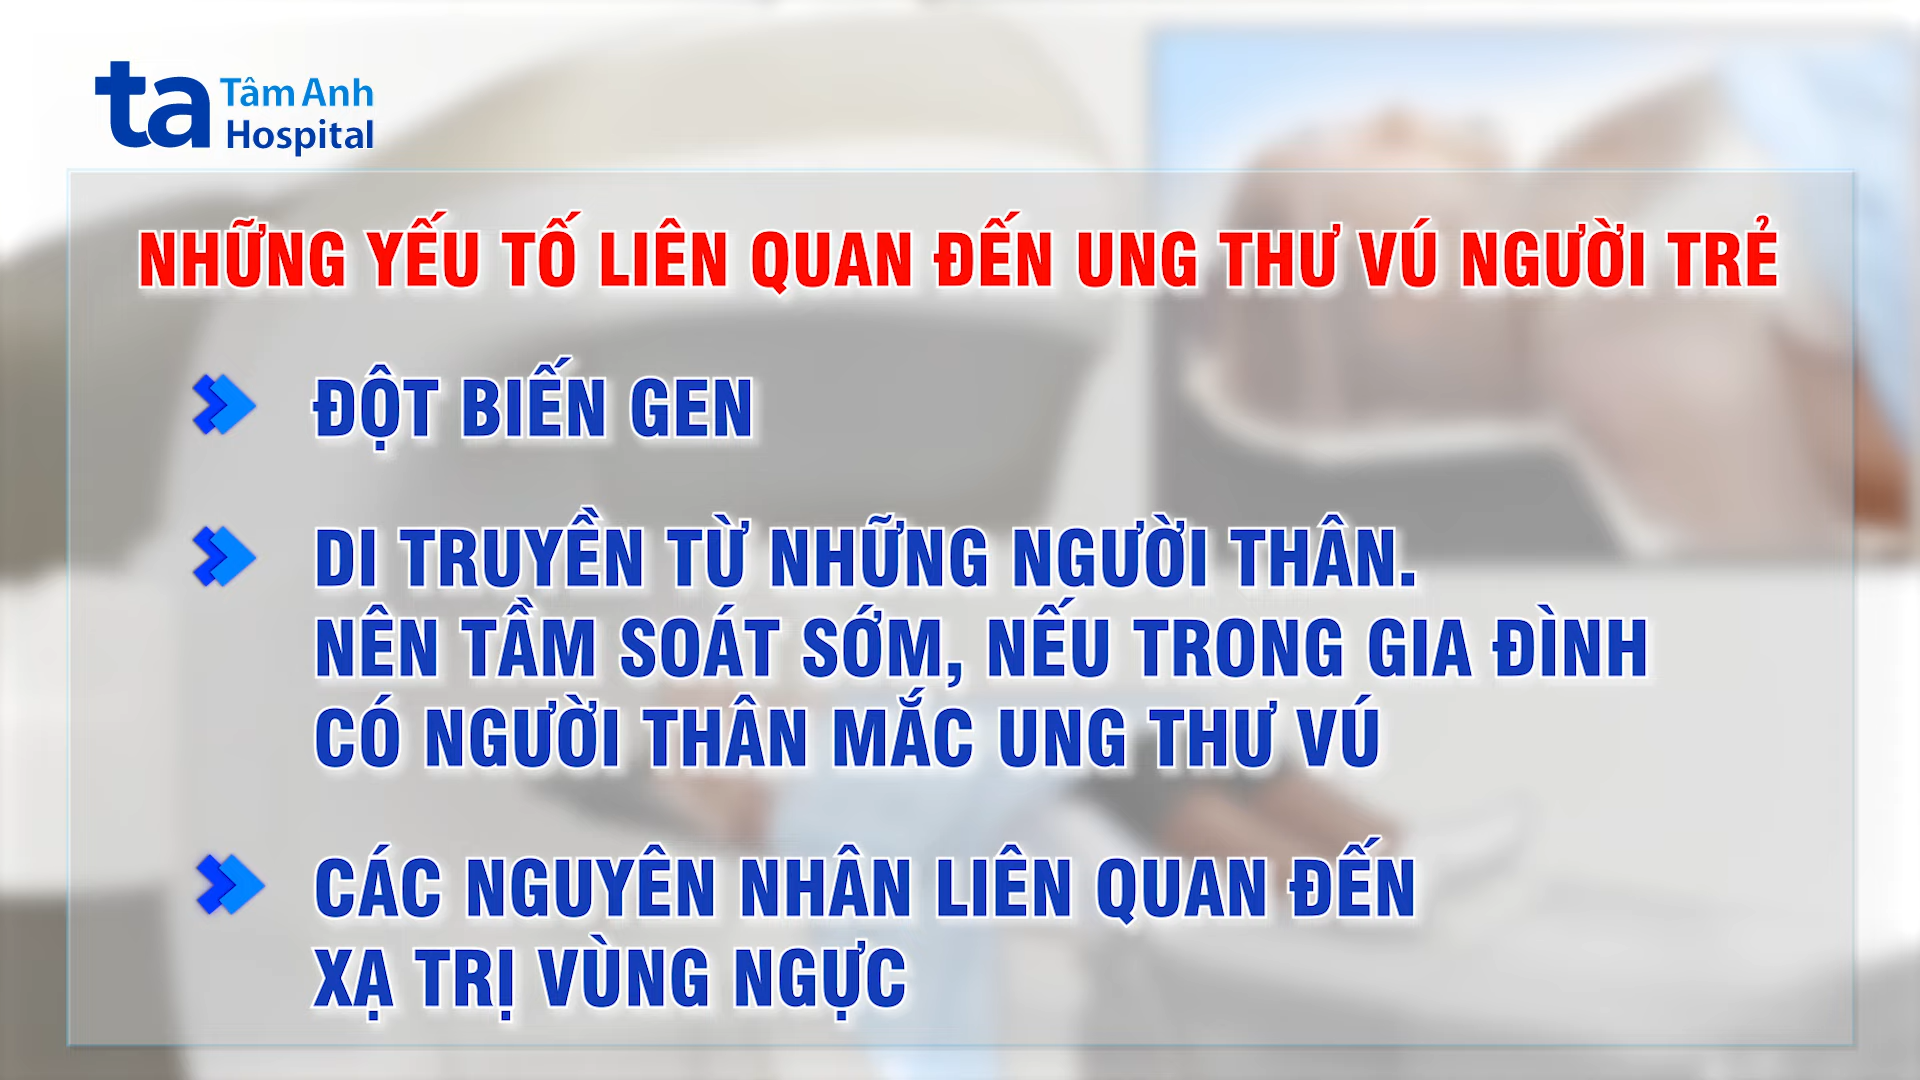 ta Tâm Anh
Hospital
NHỮNG YẾU TỐ LIÊN QUAN ĐẾN UNG THƯ VÚ NGƯỜI TRẺ
ĐỘT BIẾN GEN
DI TRUYỀN TỪ NHỮNG NGƯỜI THÂN.
NÊN TẦM SOÁT SỚM, NẾU TRONG GIA ĐÌNH
CÓ NGƯỜI THÂN MẮC UNG THƯ VÚ
CÁC NGUYÊN NHÂN LIÊN QUAN ĐẾN
XẠ TRỊ VÙNG NGỰC